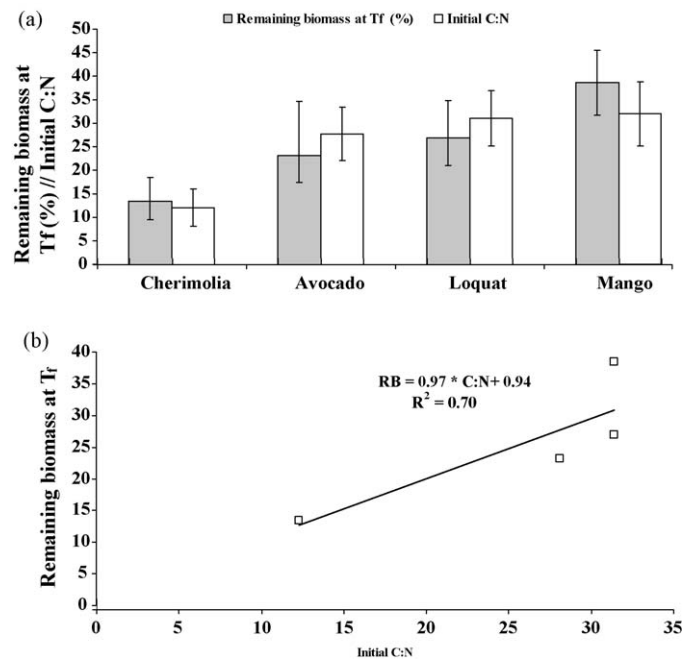 (a)
Remaining biomass at Tf (%)
Initial C:N
Remaining biomass at
Tf (%) // Initial C:N
50
45
40
35
30
25
20
15
10
5
0
Cherimolia Avocado Loquat Mango
(b)
Remaining biomass at Tf
40
35
30
25
20
15
10
5
0
RB = 0.97 * C:N+ 0.94
R² = 0.70
0 5 10 15 20 25 30 35
Initial C:N